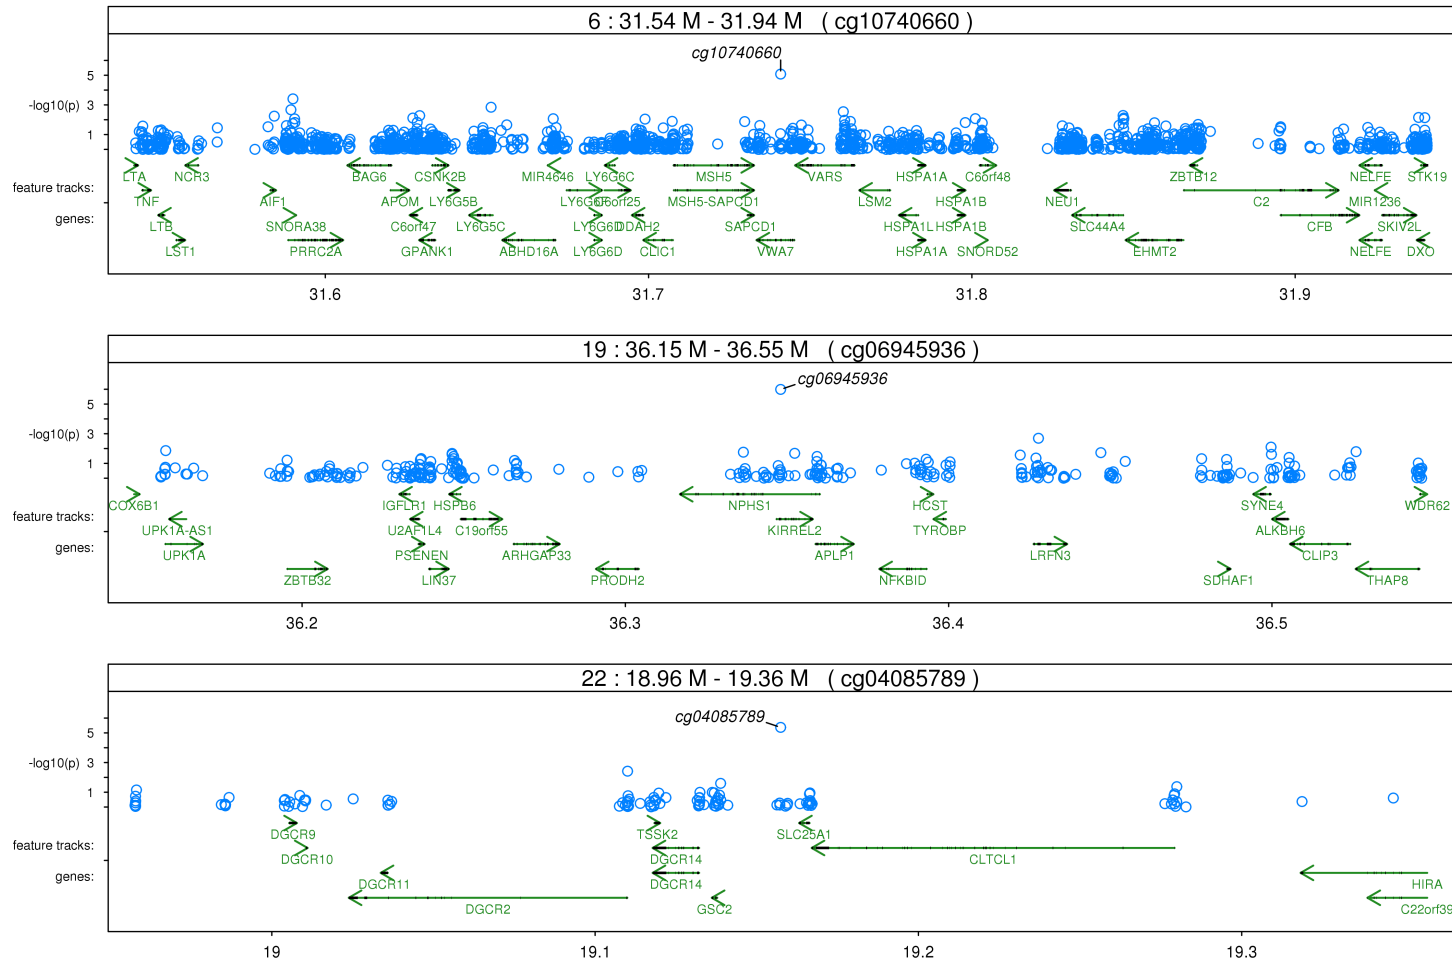 6 : 31.54 M - 31.94 M ( cg10740660 )
cg10740660
5
-log10(p) 3
1
LTA NCR3 BAG6 CSNK2B MIR4646 LY6G6C MSH5 VARS HSPA1A C6orf48 ZBTB12 NELFE STK19
feature tracks:
TNF AIF1 APOM LY6G5B LY6G6F C6orf25 MSH5-SAPCD1 LSM2 HSPA1B NEU1 C2 MIR1236
genes:
LTB SNORA38 C6orf47 LY6G5C LY6G6D DDAH2 SAPCD1 HSPA1L HSPA1B SLC44A4 CFB SKIV2L
LST1 PRRC2A GPANK1 ABHD16A LY6G6D CLIC1 VWA7 HSPA1A SNORD52 EHMT2 NELFE DXO
31.6 31.7 31.8 31.9
19 : 36.15 M - 36.55 M ( cg06945936 )
cg06945936
5
-log10(p) 3
1
COX6B1 IGFLR1 HSPB6 NPHS1 HCST SYNE4 WDR62
feature tracks:
UPK1A-AS1 U2AF1L4 C19orf55 KIRREL2 TYROBP ALKBH6
genes:
UPK1A PSENEN ARHGAP33 APLP1 LRFN3 CLIP3
ZBTB32 LIN37 PRODH2 NFKBID SDHAF1 THAP8
36.2 36.3 36.4 36.5
22 : 18.96 M - 19.36 M ( cg04085789 )
cg04085789
5
-log10(p) 3
1
DGCR9 TSSK2 SLC25A1
feature tracks:
DGCR10 DGCR14 CLTCL1
genes:
DGCR11 DGCR14 HIRA
DGCR2 GSC2 C22orf39
19 19.1 19.2 19.3